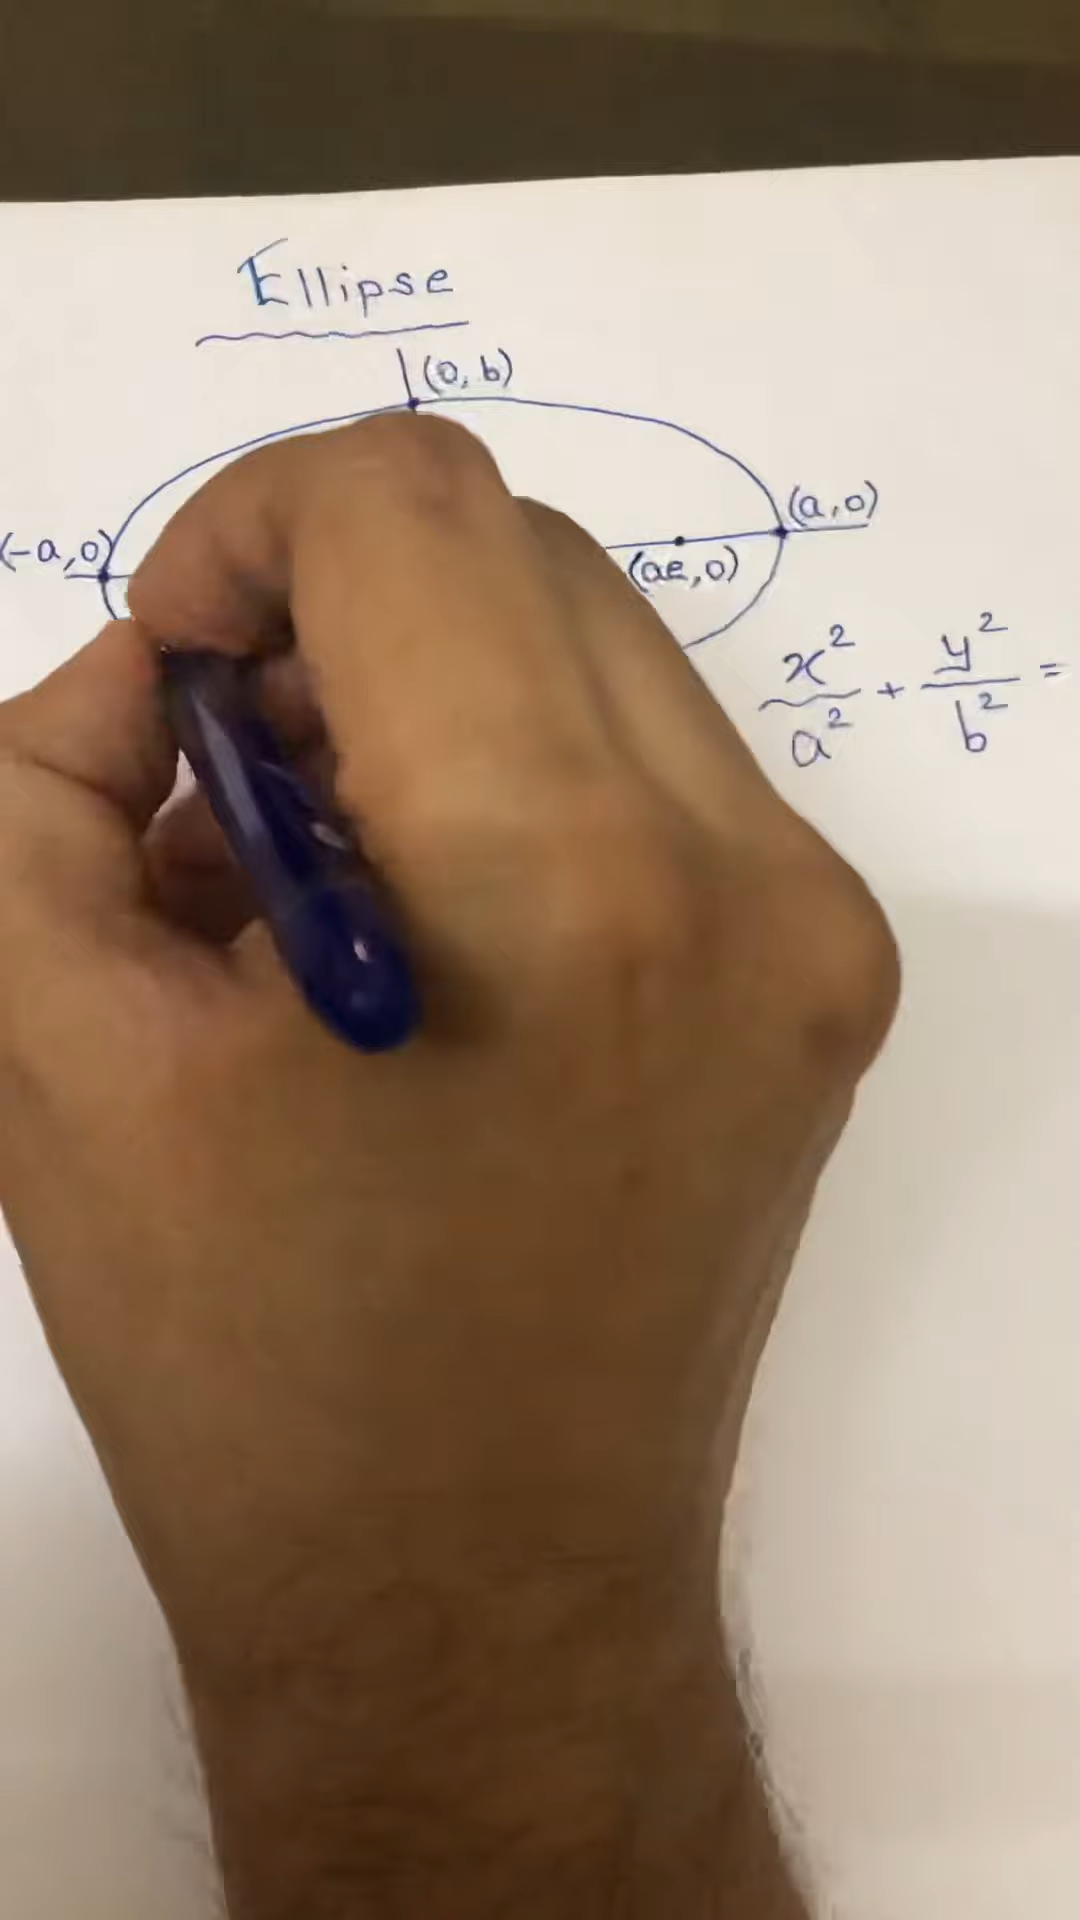 Ellipse
(0, b)
(a,0)
(-a,0)
(ae,0)
x²/a² + y²/b² =